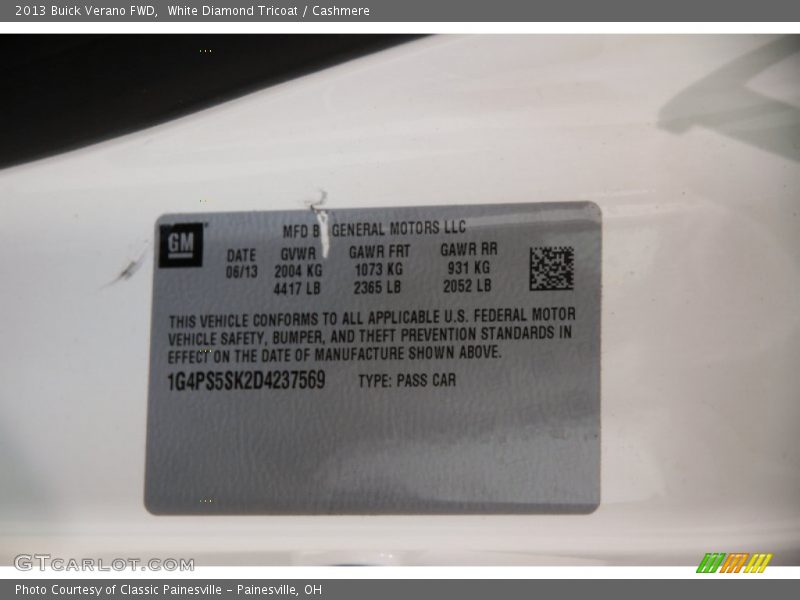 2013 Buick Verano FWD,  White Diamond Tricoat / Cashmere
GM
MFD B GENERAL MOTORS LLC
DATE GVWR GAWR FRT GAWR RR
06/13 2004 KG 1073 KG 931 KG
4417 LB 2365 LB 2052 LB
THIS VEHICLE CONFORMS TO ALL APPLICABLE U.S. FEDERAL MOTOR
VEHICLE SAFETY, BUMPER, AND THEFT PREVENTION STANDARDS IN
EFFECT ON THE DATE OF MANUFACTURE SHOWN ABOVE.
1G4PS5SK2D4237569 TYPE: PASS CAR
GTCARLOT.COM
Photo Courtesy of Classic Painesville – Painesville, OH